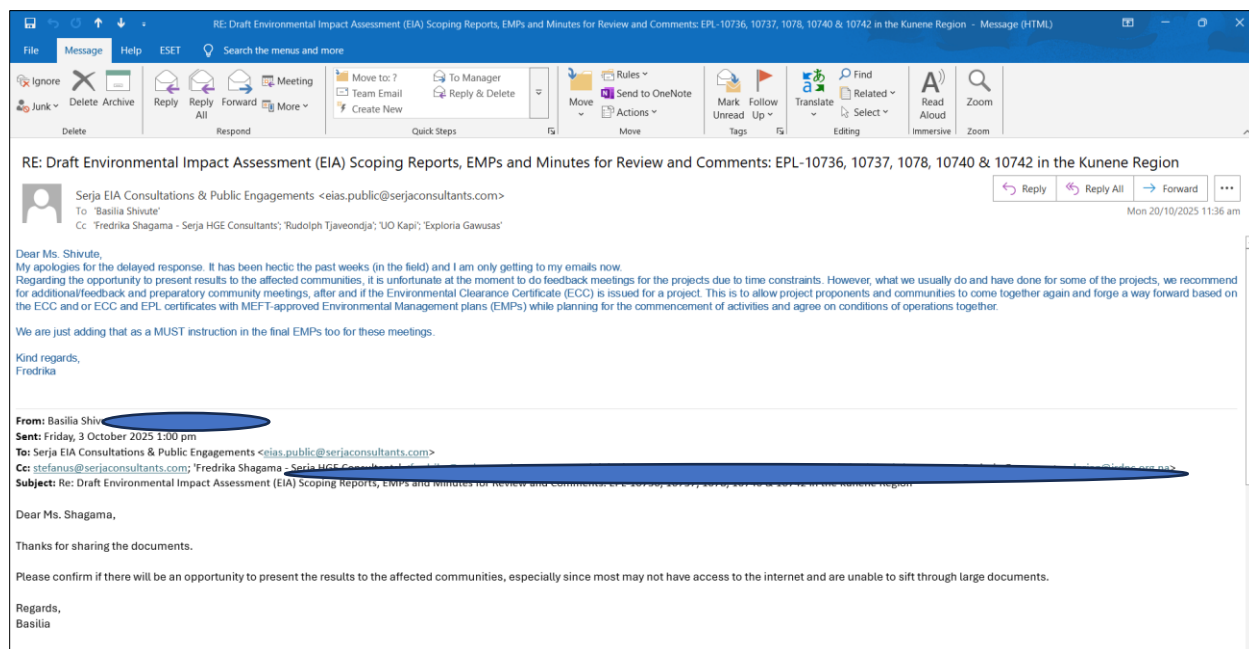 RE: Draft Environmental Impact Assessment (EIA) Scoping Reports, EMPs and Minutes for Review and Comments: EPL-10736, 10737, 1078, 10740 & 10742 in the Kunene Region - Message (HTML)
File Message Help ESET Search the menus and more
Ignore
Junk
Delete
Archive
Reply
Reply All
Forward
Meeting
More
Move to: ?
Team Email
Create New
To Manager
Reply & Delete
Move
Rules
Send to OneNote
Actions
Mark Unread
Follow Up
Translate
Find
Related
Select
Read Aloud
Zoom
Delete Respond Quick Steps Move Tags Editing Immersive Zoom
RE: Draft Environmental Impact Assessment (EIA) Scoping Reports, EMPs and Minutes for Review and Comments: EPL-10736, 10737, 1078, 10740 & 10742 in the Kunene Region
Serja EIA Consultations & Public Engagements <eias.public@serjaconsultants.com>
To 'Basilia Shivute'
Cc 'Fredrika Shagama - Serja HGE Consultants'; 'Rudolph Tjaveondja'; 'UO Kapi'; 'Exploria Gawusas'
Reply Reply All Forward
Mon 20/10/2025 11:36 am
Dear Ms. Shivute,
My apologies for the delayed response. It has been hectic the past weeks (in the field) and I am only getting to my emails now.
Regarding the opportunity to present results to the affected communities, it is unfortunate at the moment to do feedback meetings for the projects due to time constraints. However, what we usually do and have done for some of the projects, we recommend
for additional/feedback and preparatory community meetings, after and if the Environmental Clearance Certificate (ECC) is issued for a project. This is to allow project proponents and communities to come together again and forge a way forward based on
the ECC and or ECC and EPL certificates with MEFT-approved Environmental Management plans (EMPs) while planning for the commencement of activities and agree on conditions of operations together.
We are just adding that as a MUST instruction in the final EMPs too for these meetings.
Kind regards,
Fredrika
From: Basilia Shiv
Sent: Friday, 3 October 2025 1:00 pm
To: Serja EIA Consultations & Public Engagements <eias.public@serjaconsultants.com>
Cc: stefanus@serjaconsultants.com; 'Fredrika Shagama - Serja
Subject: Re: Draft Environmental Impact Assessment (EIA) Scoping Reports, EMPs and Minutes for Review and Comments: EPL-10736, 10737, 1078, 10740 & 10742 in the Kunene Region
Dear Ms. Shagama,
Thanks for sharing the documents.
Please confirm if there will be an opportunity to present the results to the affected communities, especially since most may not have access to the internet and are unable to sift through large documents.
Regards,
Basilia